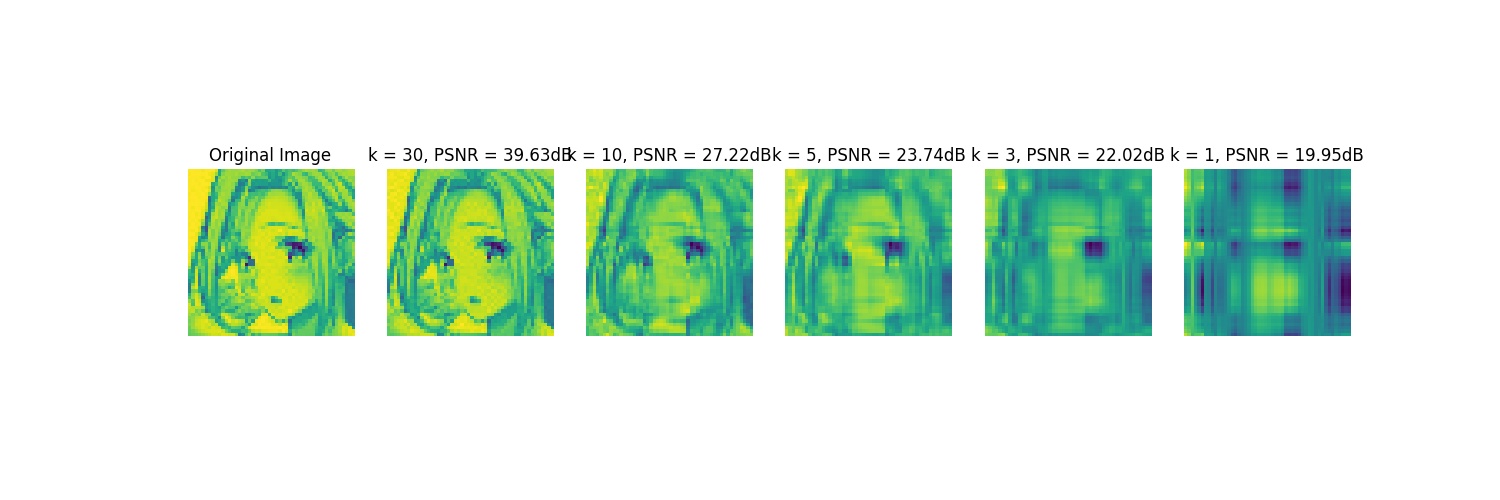 Original Image
k = 30, PSNR = 39.63dB
k = 10, PSNR = 27.22dB
k = 5, PSNR = 23.74dB
k = 3, PSNR = 22.02dB
k = 1, PSNR = 19.95dB